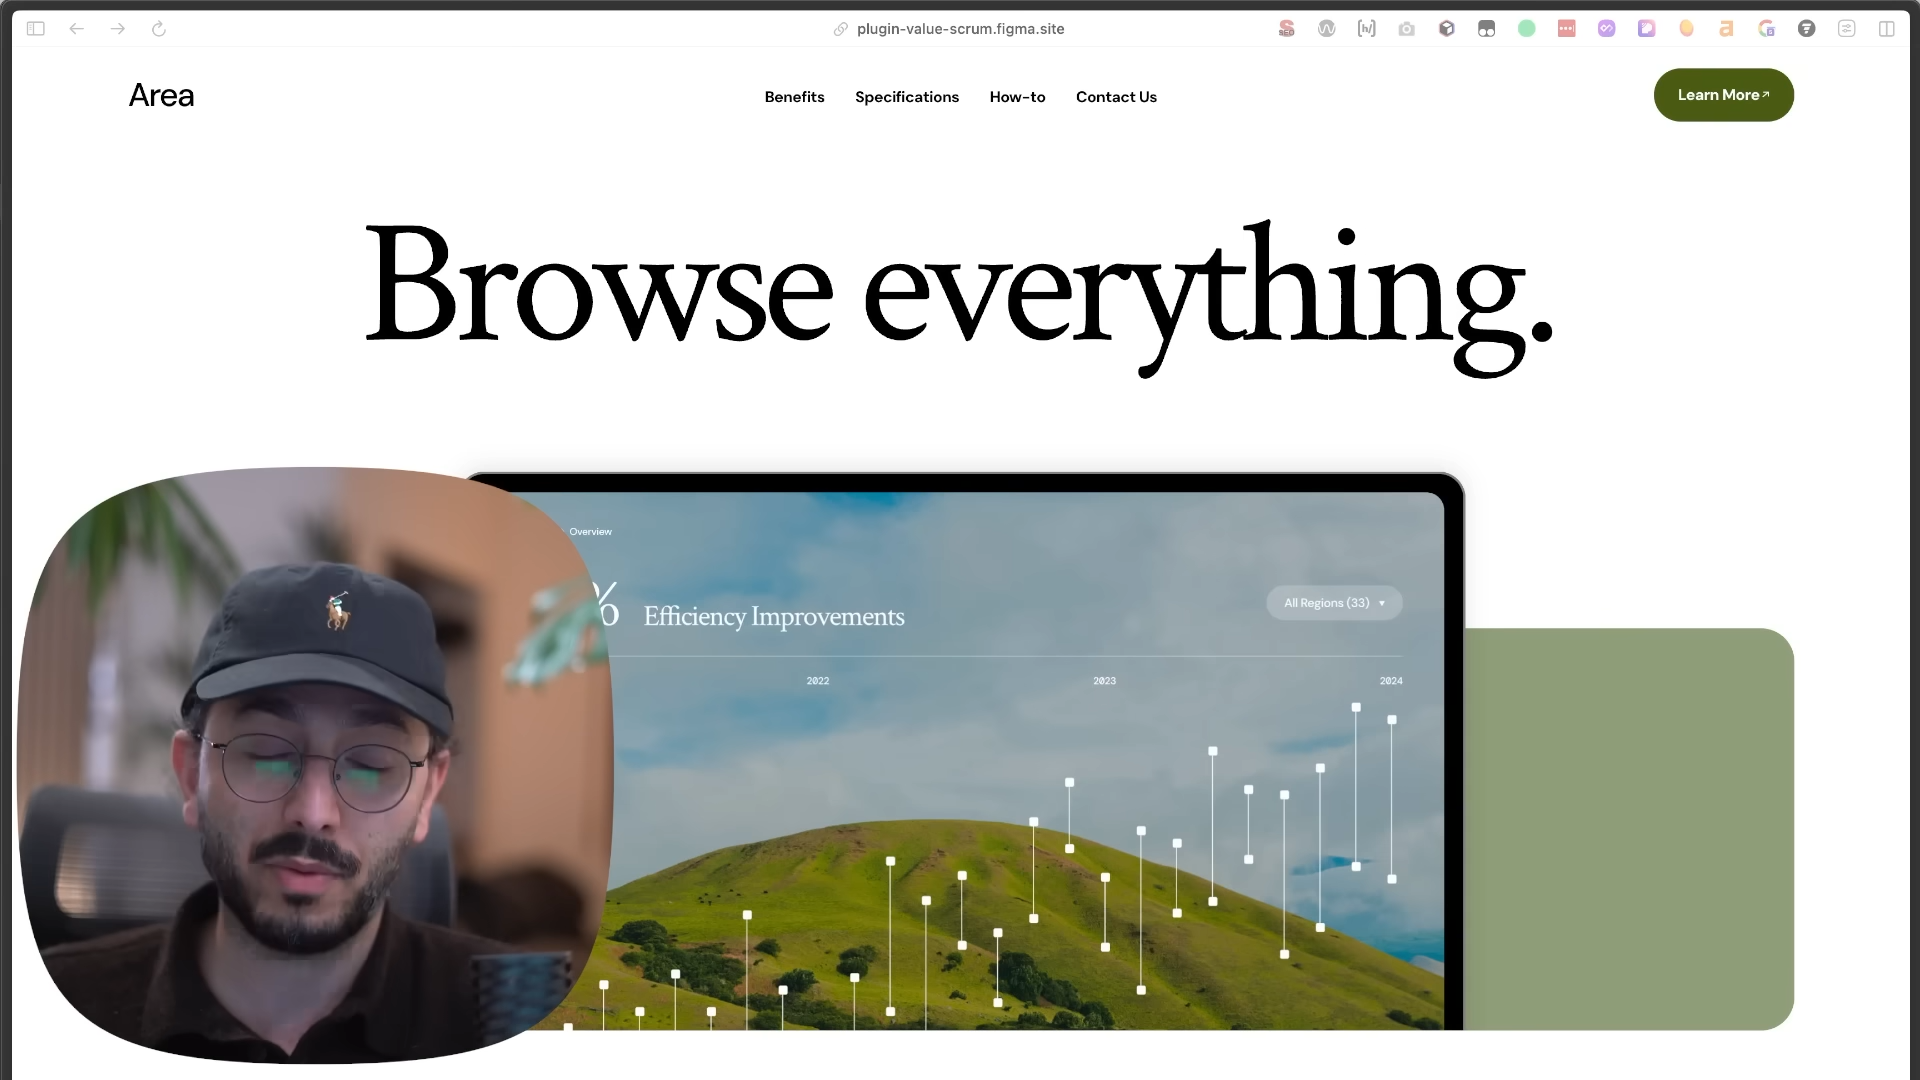 plugin-value-scrum.figma.site
Area
Benefits
Specifications
How-to
Contact Us
Learn More↗
Browse everything.
Overview
%
Efficiency Improvements
All Regions (33) ▼
2022
2023
2024